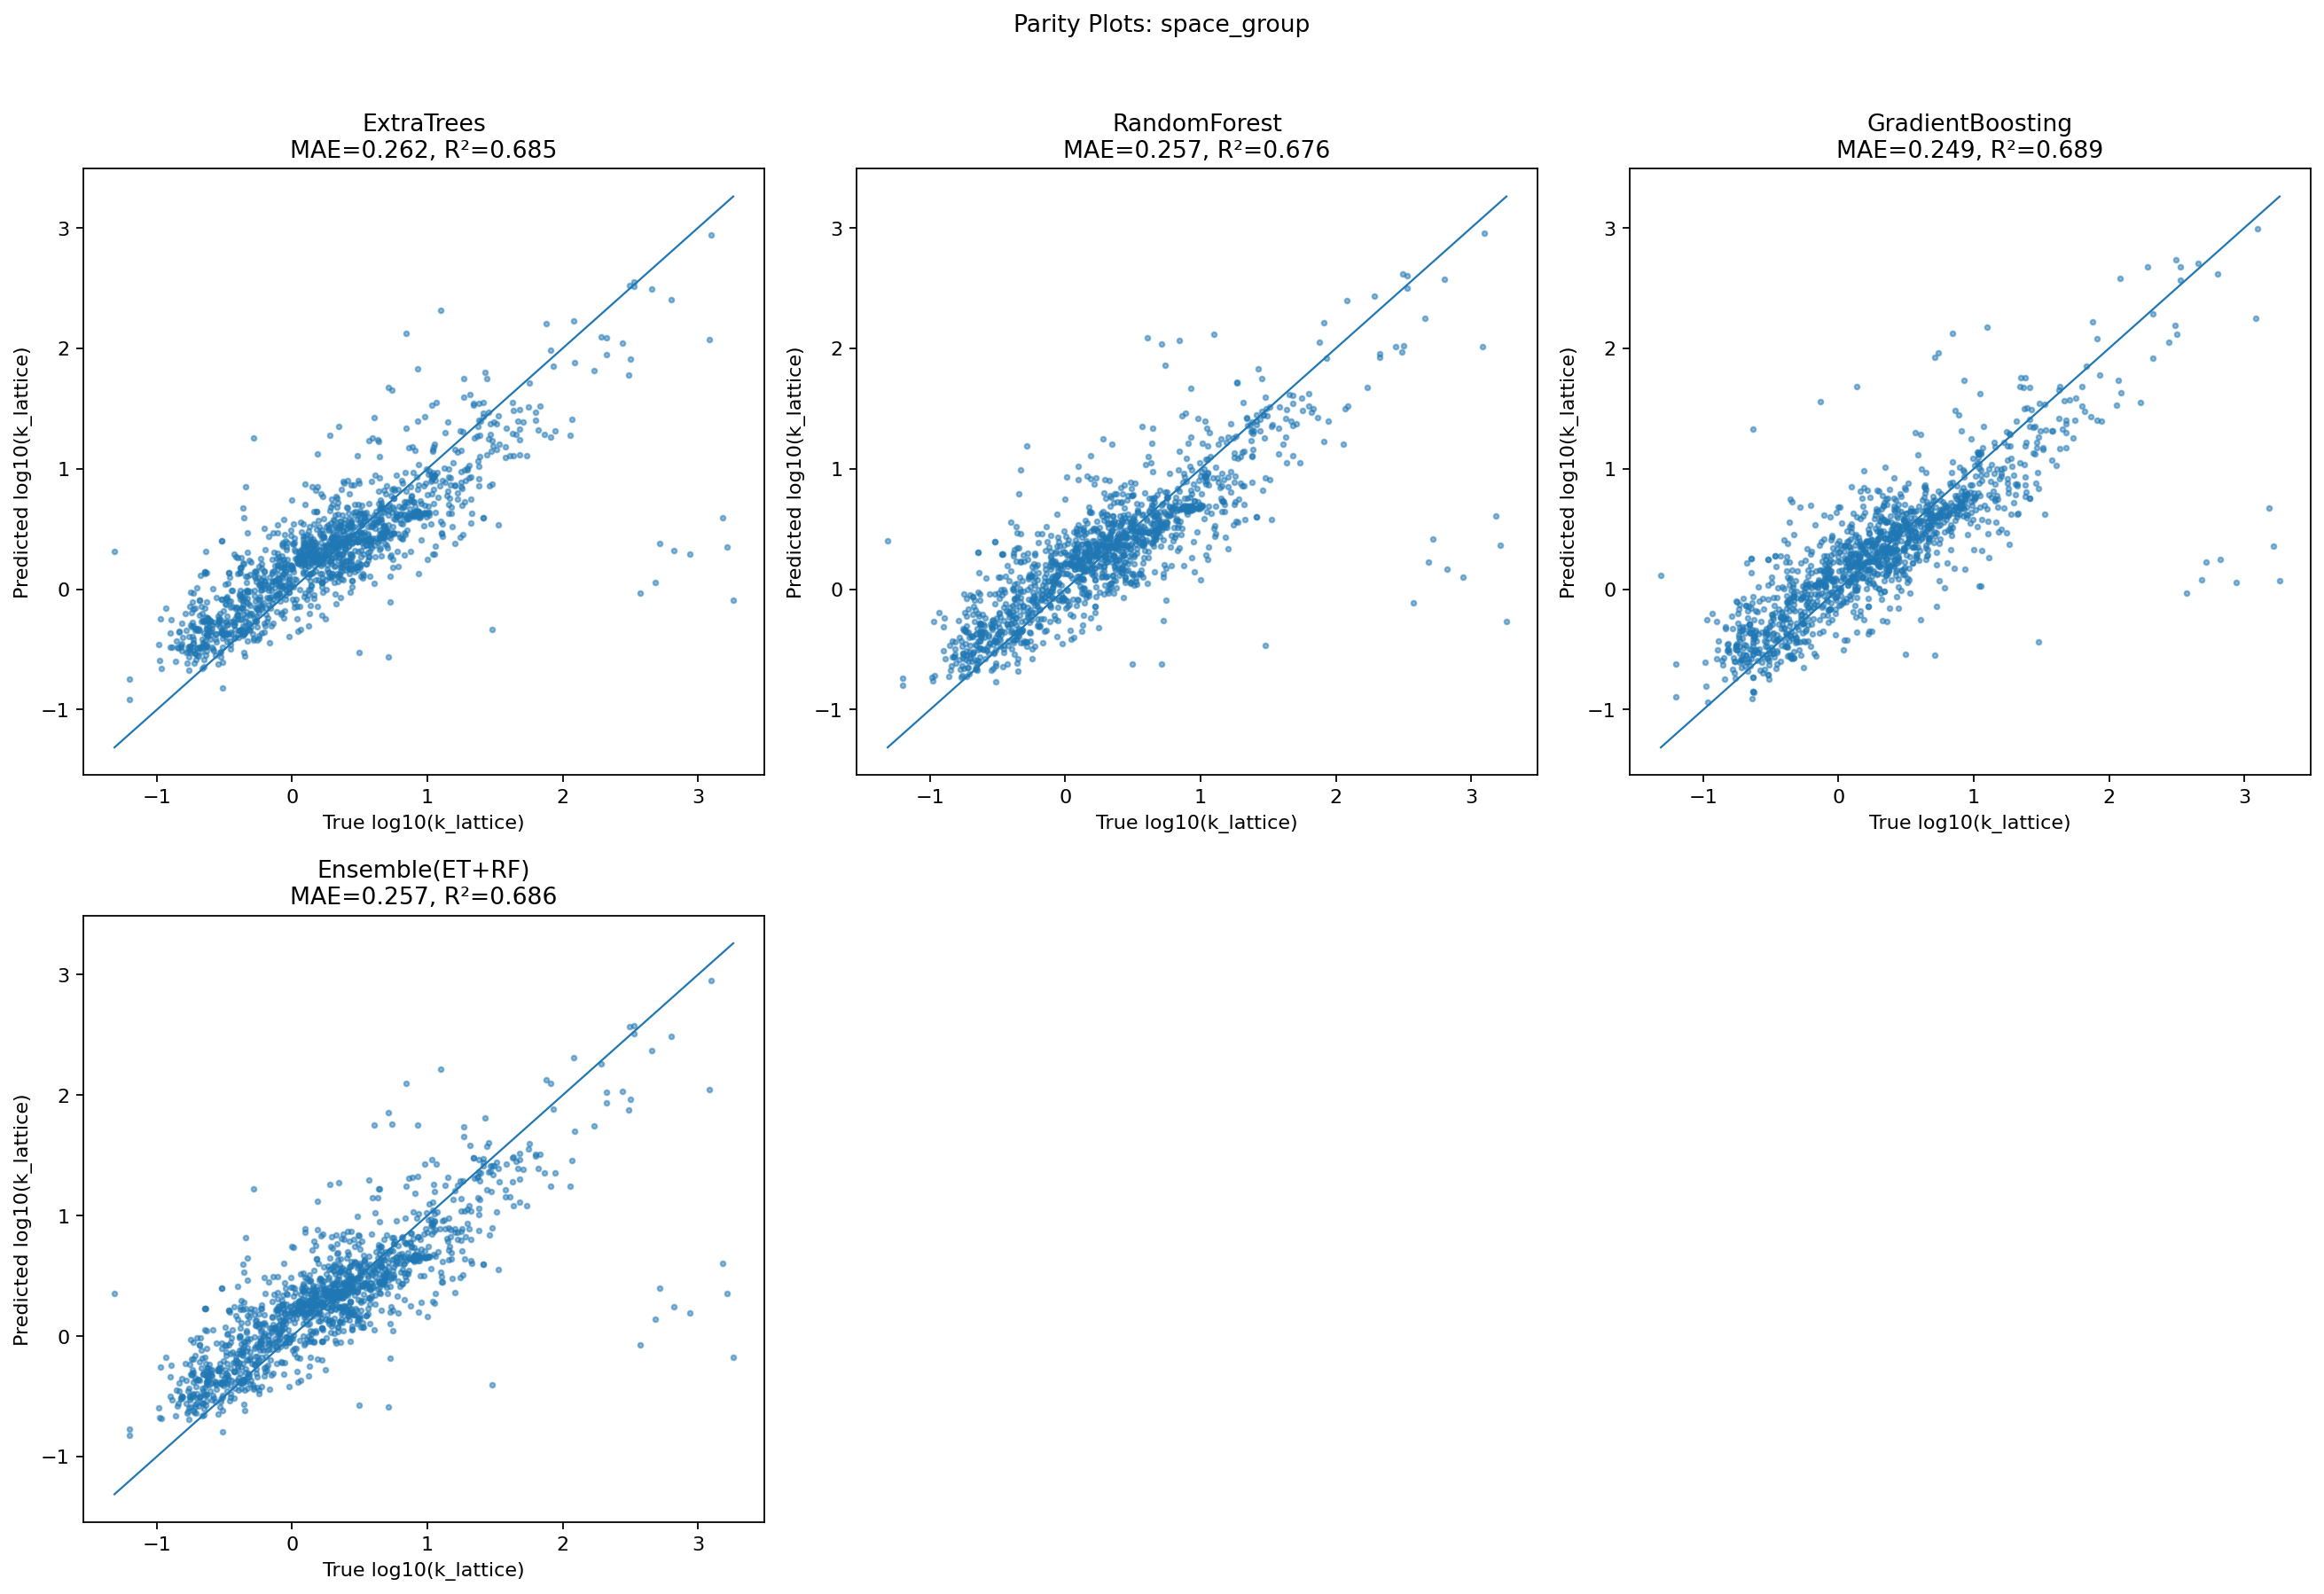 Parity Plots: space_group
ExtraTrees
MAE=0.262, R²=0.685
3
2
1
0
−1
Predicted log10(k_lattice)
−1 0 1 2 3
True log10(k_lattice)
RandomForest
MAE=0.257, R²=0.676
3
2
1
0
−1
Predicted log10(k_lattice)
−1 0 1 2 3
True log10(k_lattice)
GradientBoosting
MAE=0.249, R²=0.689
3
2
1
0
−1
Predicted log10(k_lattice)
−1 0 1 2 3
True log10(k_lattice)
Ensemble(ET+RF)
MAE=0.257, R²=0.686
3
2
1
0
−1
Predicted log10(k_lattice)
−1 0 1 2 3
True log10(k_lattice)